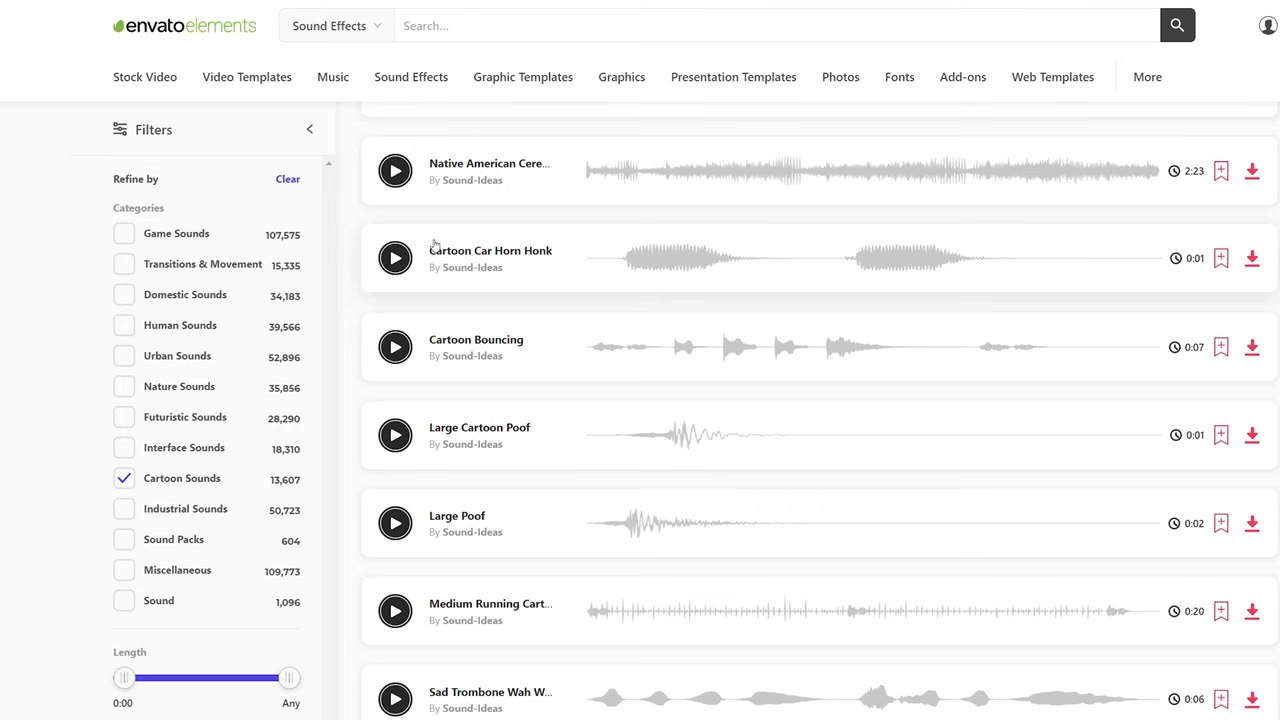 envatoelements
Sound Effects
Search...
Stock Video
Video Templates
Music
Sound Effects
Graphic Templates
Graphics
Presentation Templates
Photos
Fonts
Add-ons
Web Templates
More
Filters
Refine by
Clear
Categories
Game Sounds 107,575
Transitions & Movement 15,335
Domestic Sounds 34,183
Human Sounds 39,566
Urban Sounds 52,896
Nature Sounds 35,856
Futuristic Sounds 28,290
Interface Sounds 18,310
Cartoon Sounds 13,607
Industrial Sounds 50,723
Sound Packs 604
Miscellaneous 109,773
Sound 1,096
Length
0:00 Any
Native American Cere...
By Sound-Ideas
2:23
Cartoon Car Horn Honk
By Sound-Ideas
0:01
Cartoon Bouncing
By Sound-Ideas
0:07
Large Cartoon Poof
By Sound-Ideas
0:01
Large Poof
By Sound-Ideas
0:02
Medium Running Cart...
By Sound-Ideas
0:20
Sad Trombone Wah W...
By Sound-Ideas
0:06